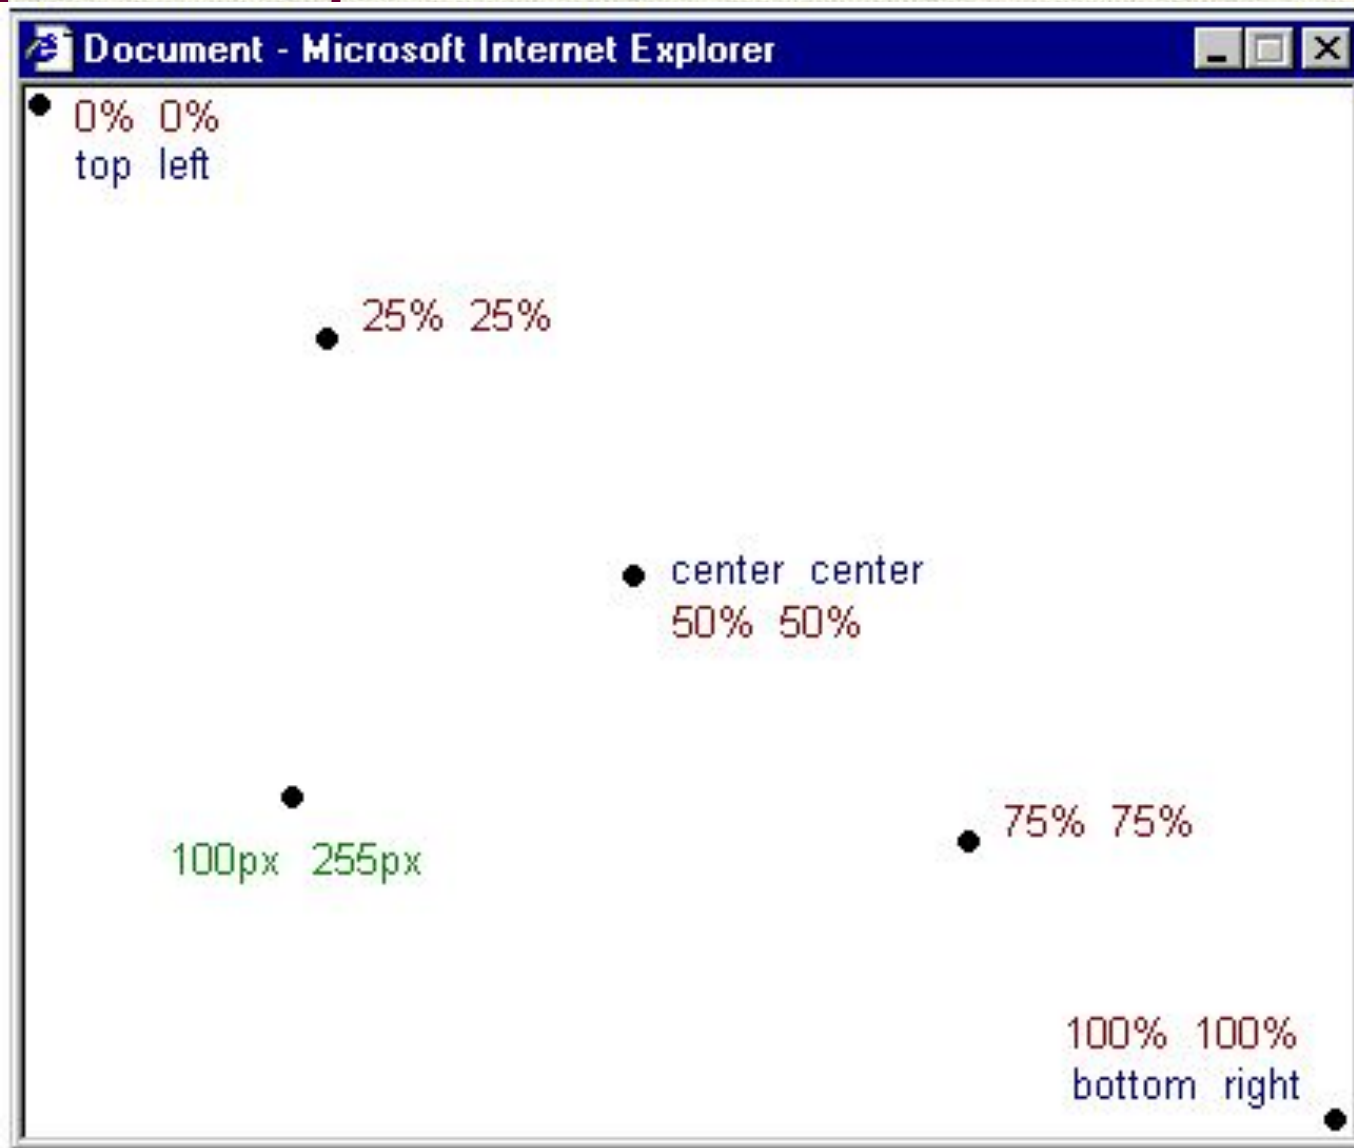 Document - Microsoft Internet Explorer
0% 0%
top left
25% 25%
center center
50% 50%
100px 255px
75% 75%
100% 100%
bottom right